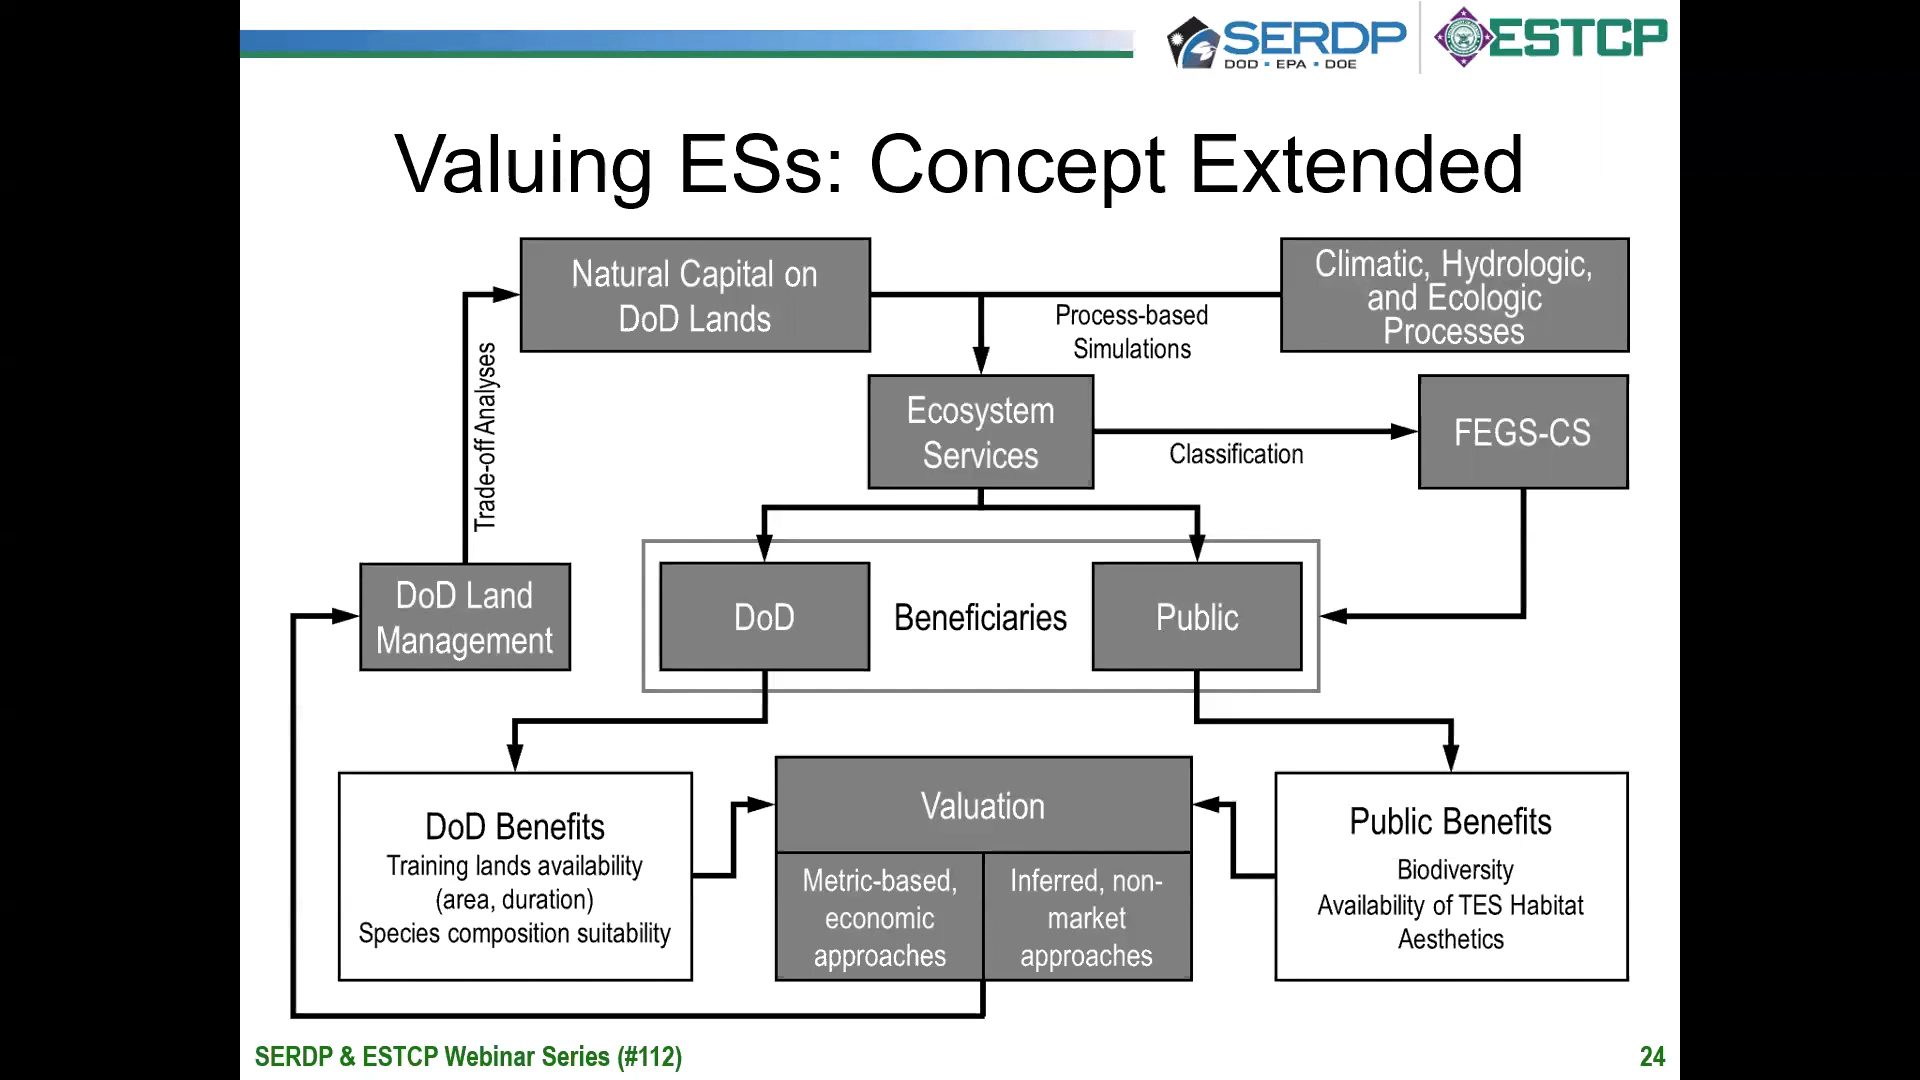 SERDP
DOD • EPA • DOE
ESTCP
Valuing ESs: Concept Extended
Natural Capital on
DoD Lands
Climatic, Hydrologic,
and Ecologic
Processes
Process-based
Simulations
Trade-off Analyses
Ecosystem
Services
Classification
FEGS-CS
DoD Land
Management
DoD
Beneficiaries
Public
DoD Benefits
Training lands availability
(area, duration)
Species composition suitability
Valuation
Metric-based,
economic
approaches
Inferred, non-
market
approaches
Public Benefits
Biodiversity
Availability of TES Habitat
Aesthetics
SERDP & ESTCP Webinar Series (#112)
24